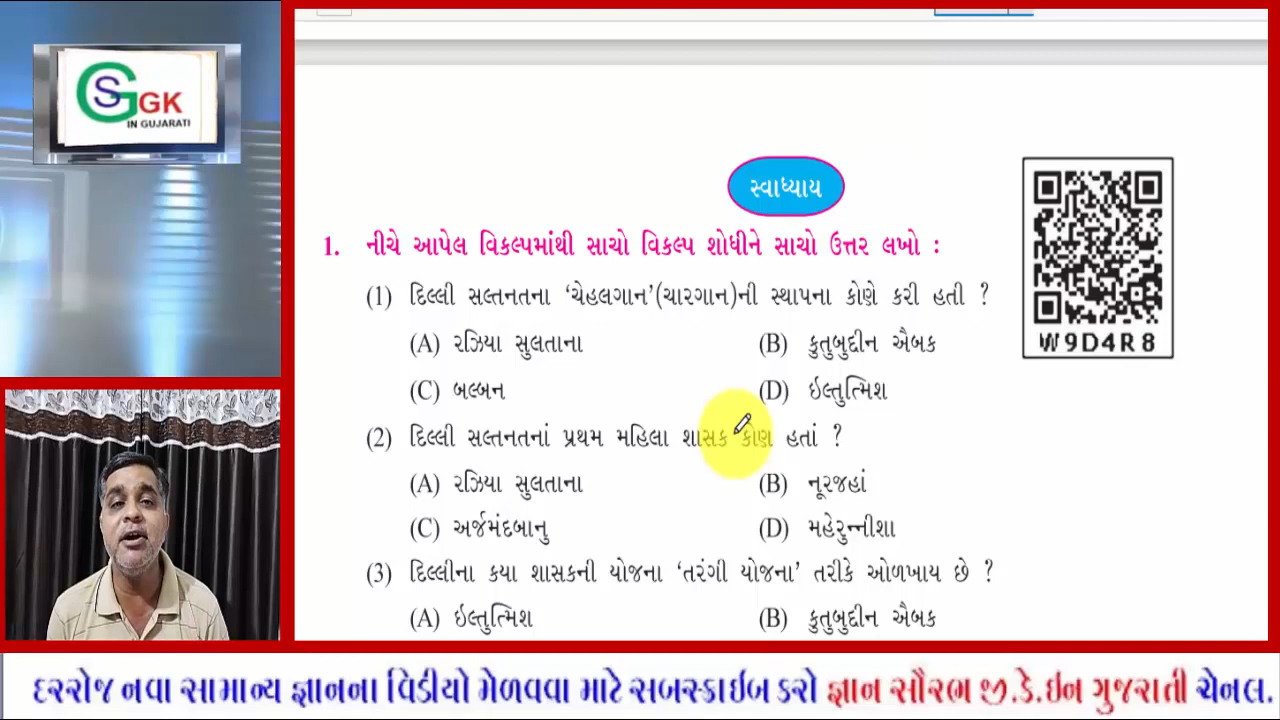 GSGK
IN GUJARATI
સ્વાધ્યાય
1. નીચે આપેલ વિકલ્પમાંથી સાચો વિકલ્પ શોધીને સાચો ઉત્તર લખો :
(1) દિલ્લી સલ્તનતના ‘ચેહલગાન’(ચારગાન)ની સ્થાપના કોણે કરી હતી ?
(A) રઝિયા સુલતાના (B) કુતુબુદ્દીન ઐબક
(C) બલ્બન (D) ઇલ્તુત્મિશ
(2) દિલ્લી સલ્તનતનાં પ્રથમ મહિલા શાસક કોણ હતાં ?
(A) રઝિયા સુલતાના (B) નૂરજહાં
(C) અર્જમંદબાનુ (D) મહેરુન્નીશા
(3) દિલ્લીના કયા શાસકની યોજના ‘તરંગી યોજના’ તરીકે ઓળખાય છે ?
(A) ઇલ્તુત્મિશ (B) કુતુબુદ્દીન ઐબક
W9D4R8
દરરોજ નવા સામાન્ય જ્ઞાનના વિડીયો મેળવવા માટે સબસ્ક્રાઇબ કરો જ્ઞાન સૌરભ જી.કે.ઇન ગુજરાતી ચેનલ.